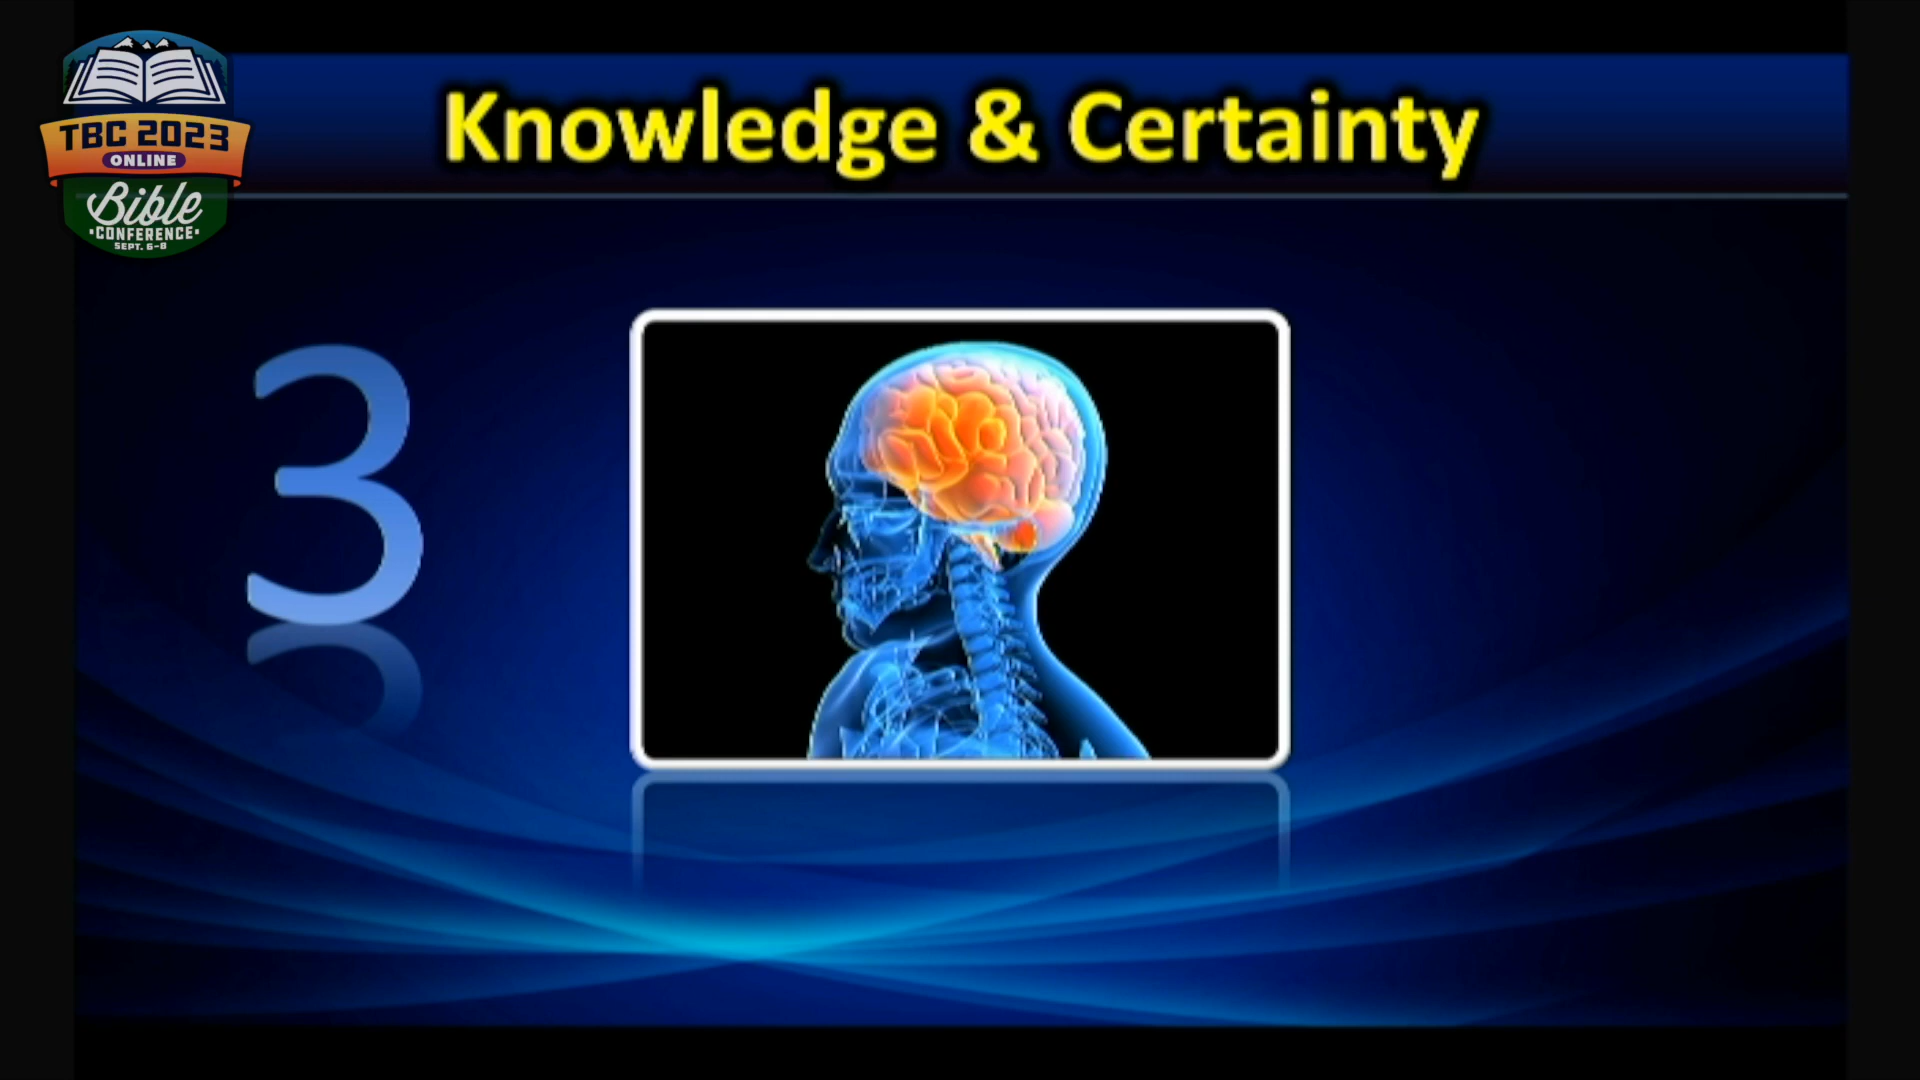 TBC 2023
ONLINE
Bible
•CONFERENCE•
SEPT. 6-8
Knowledge & Certainty
3